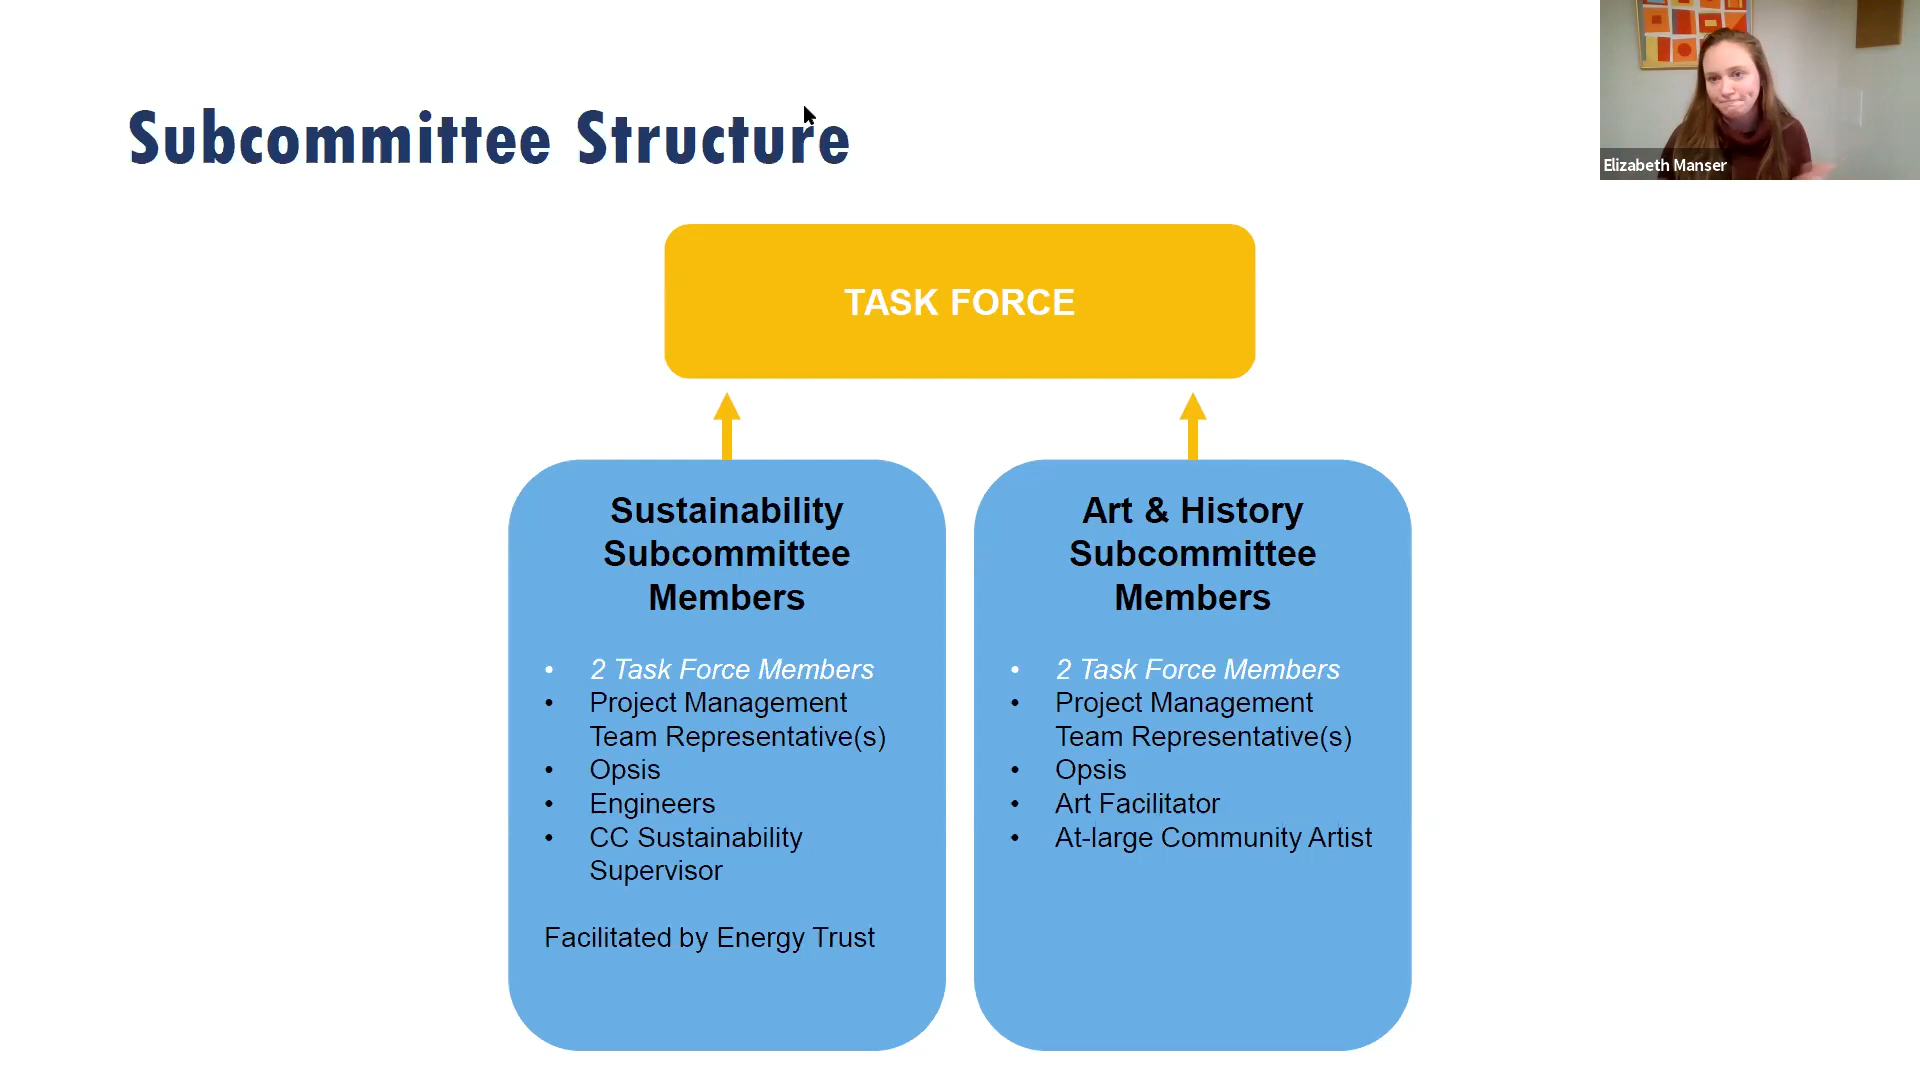 Subcommittee Structure
Elizabeth Manser
TASK FORCE
Sustainability
Subcommittee
Members
• 2 Task Force Members
• Project Management
Team Representative(s)
• Opsis
• Engineers
• CC Sustainability
Supervisor
Facilitated by Energy Trust
Art & History
Subcommittee
Members
• 2 Task Force Members
• Project Management
Team Representative(s)
• Opsis
• Art Facilitator
• At-large Community Artist